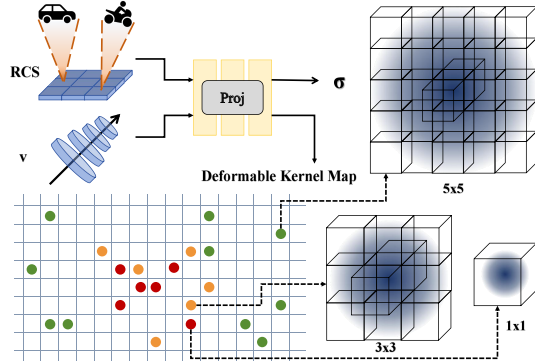 RCS
Proj
σ
v
Deformable Kernel Map
5x5
3x3
1x1